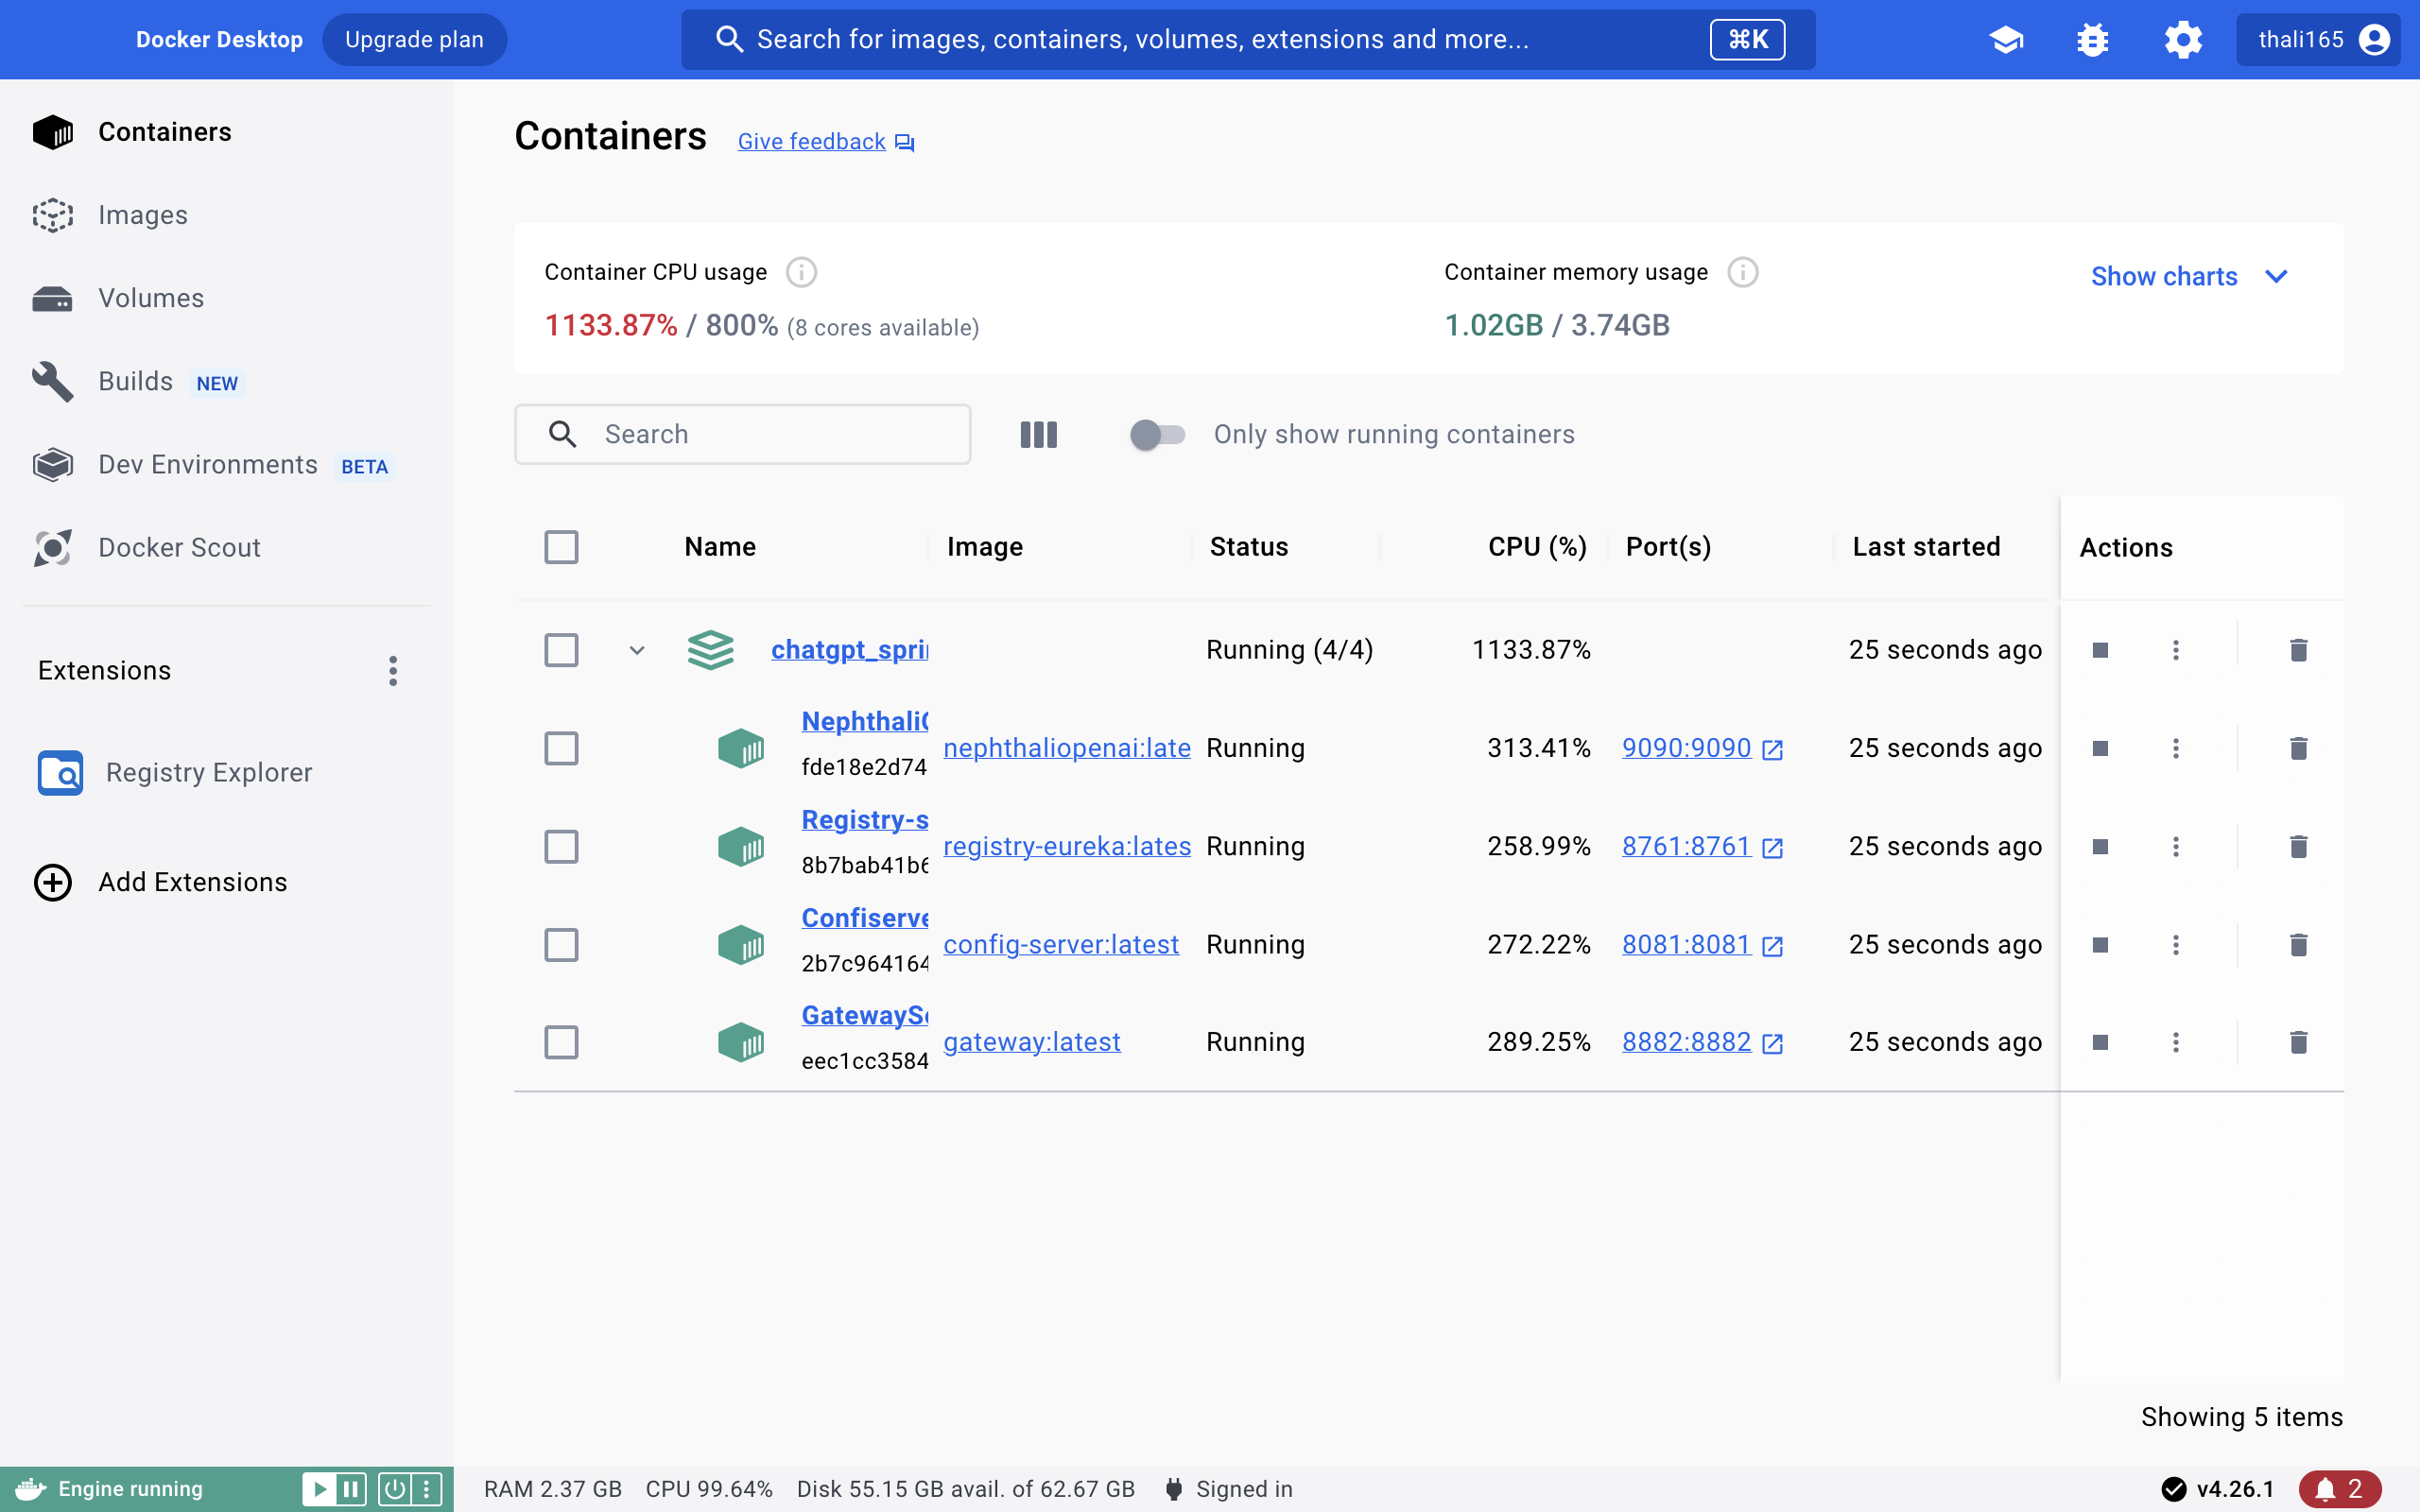 Docker Desktop Upgrade plan Search for images, containers, volumes, extensions and more... ⌘K thali165
Containers
Images
Volumes
Builds NEW
Dev Environments BETA
Docker Scout
Extensions
Registry Explorer
Add Extensions
Containers Give feedback
Container CPU usage Container memory usage Show charts
1133.87% / 800% (8 cores available) 1.02GB / 3.74GB
Search Only show running containers
Name Image Status CPU (%) Port(s) Last started Actions
chatgpt_sprin Running (4/4) 1133.87% 25 seconds ago
NephthaliO
fde18e2d74 nephthaliopenai:late Running 313.41% 9090:9090 25 seconds ago
Registry-s
8b7bab41b6 registry-eureka:lates Running 258.99% 8761:8761 25 seconds ago
Confiserve
2b7c964164 config-server:latest Running 272.22% 8081:8081 25 seconds ago
GatewaySe
eec1cc3584 gateway:latest Running 289.25% 8882:8882 25 seconds ago
Showing 5 items
Engine running RAM 2.37 GB CPU 99.64% Disk 55.15 GB avail. of 62.67 GB Signed in v4.26.1 2